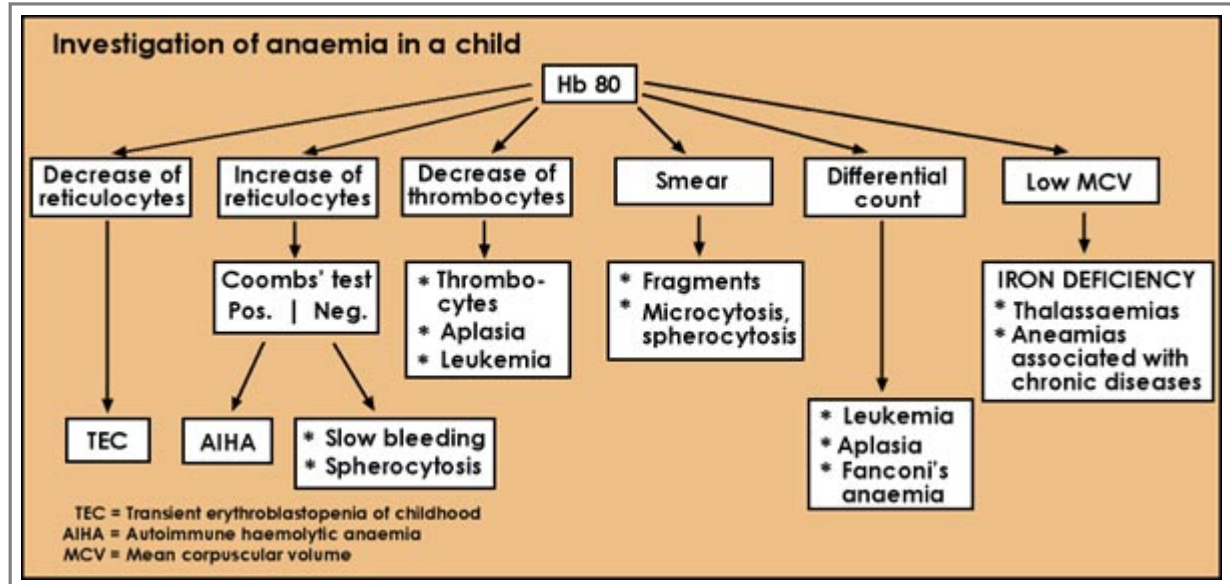 Investigation of anaemia in a child
Hb 80
Decrease of
reticulocytes
Increase of
reticulocytes
Decrease of
thrombocytes
Smear
Differential
count
Low MCV
Coombs' test
Pos. | Neg.
* Thrombo-
cytes
* Aplasia
* Leukemia
* Fragments
* Microcytosis,
spherocytosis
IRON DEFICIENCY
* Thalassaemias
* Aneamias
associated with
chronic diseases
TEC
AIHA
* Slow bleeding
* Spherocytosis
* Leukemia
* Aplasia
* Fanconi's
anaemia
TEC = Transient erythroblastopenia of childhood
AIHA = Autoimmune haemolytic anaemia
MCV = Mean corpuscular volume